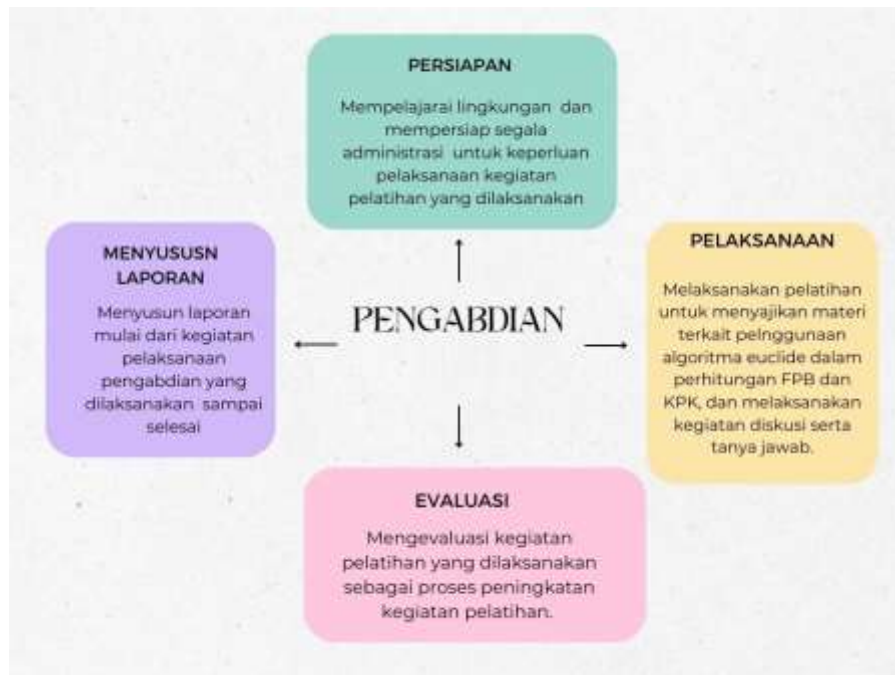 PERSIAPAN
Mempelajarai lingkungan dan
mempersiap segala
administrasi untuk keperluan
pelaksanaan kegiatan
pelatihan yang dilaksanakan
MENYUSUSN
LAPORAN
Menyusun laporan
mulai dari kegiatan
pelaksanaan
pengabdian yang
dilaksanakan sampai
selesai
PENGABDIAN
PELAKSANAAN
Melaksanakan pelatihan
untuk menyajikan materi
terkait pelnggunaan
algoritma euclide dalam
perhitungan FPB dan
KPK, dan melaksanakan
kegiatan diskusi serta
tanya jawab.
EVALUASI
Mengevaluasi kegiatan
pelatihan yang dilaksanakan
sebagai proses peningkatan
kegiatan pelatihan.